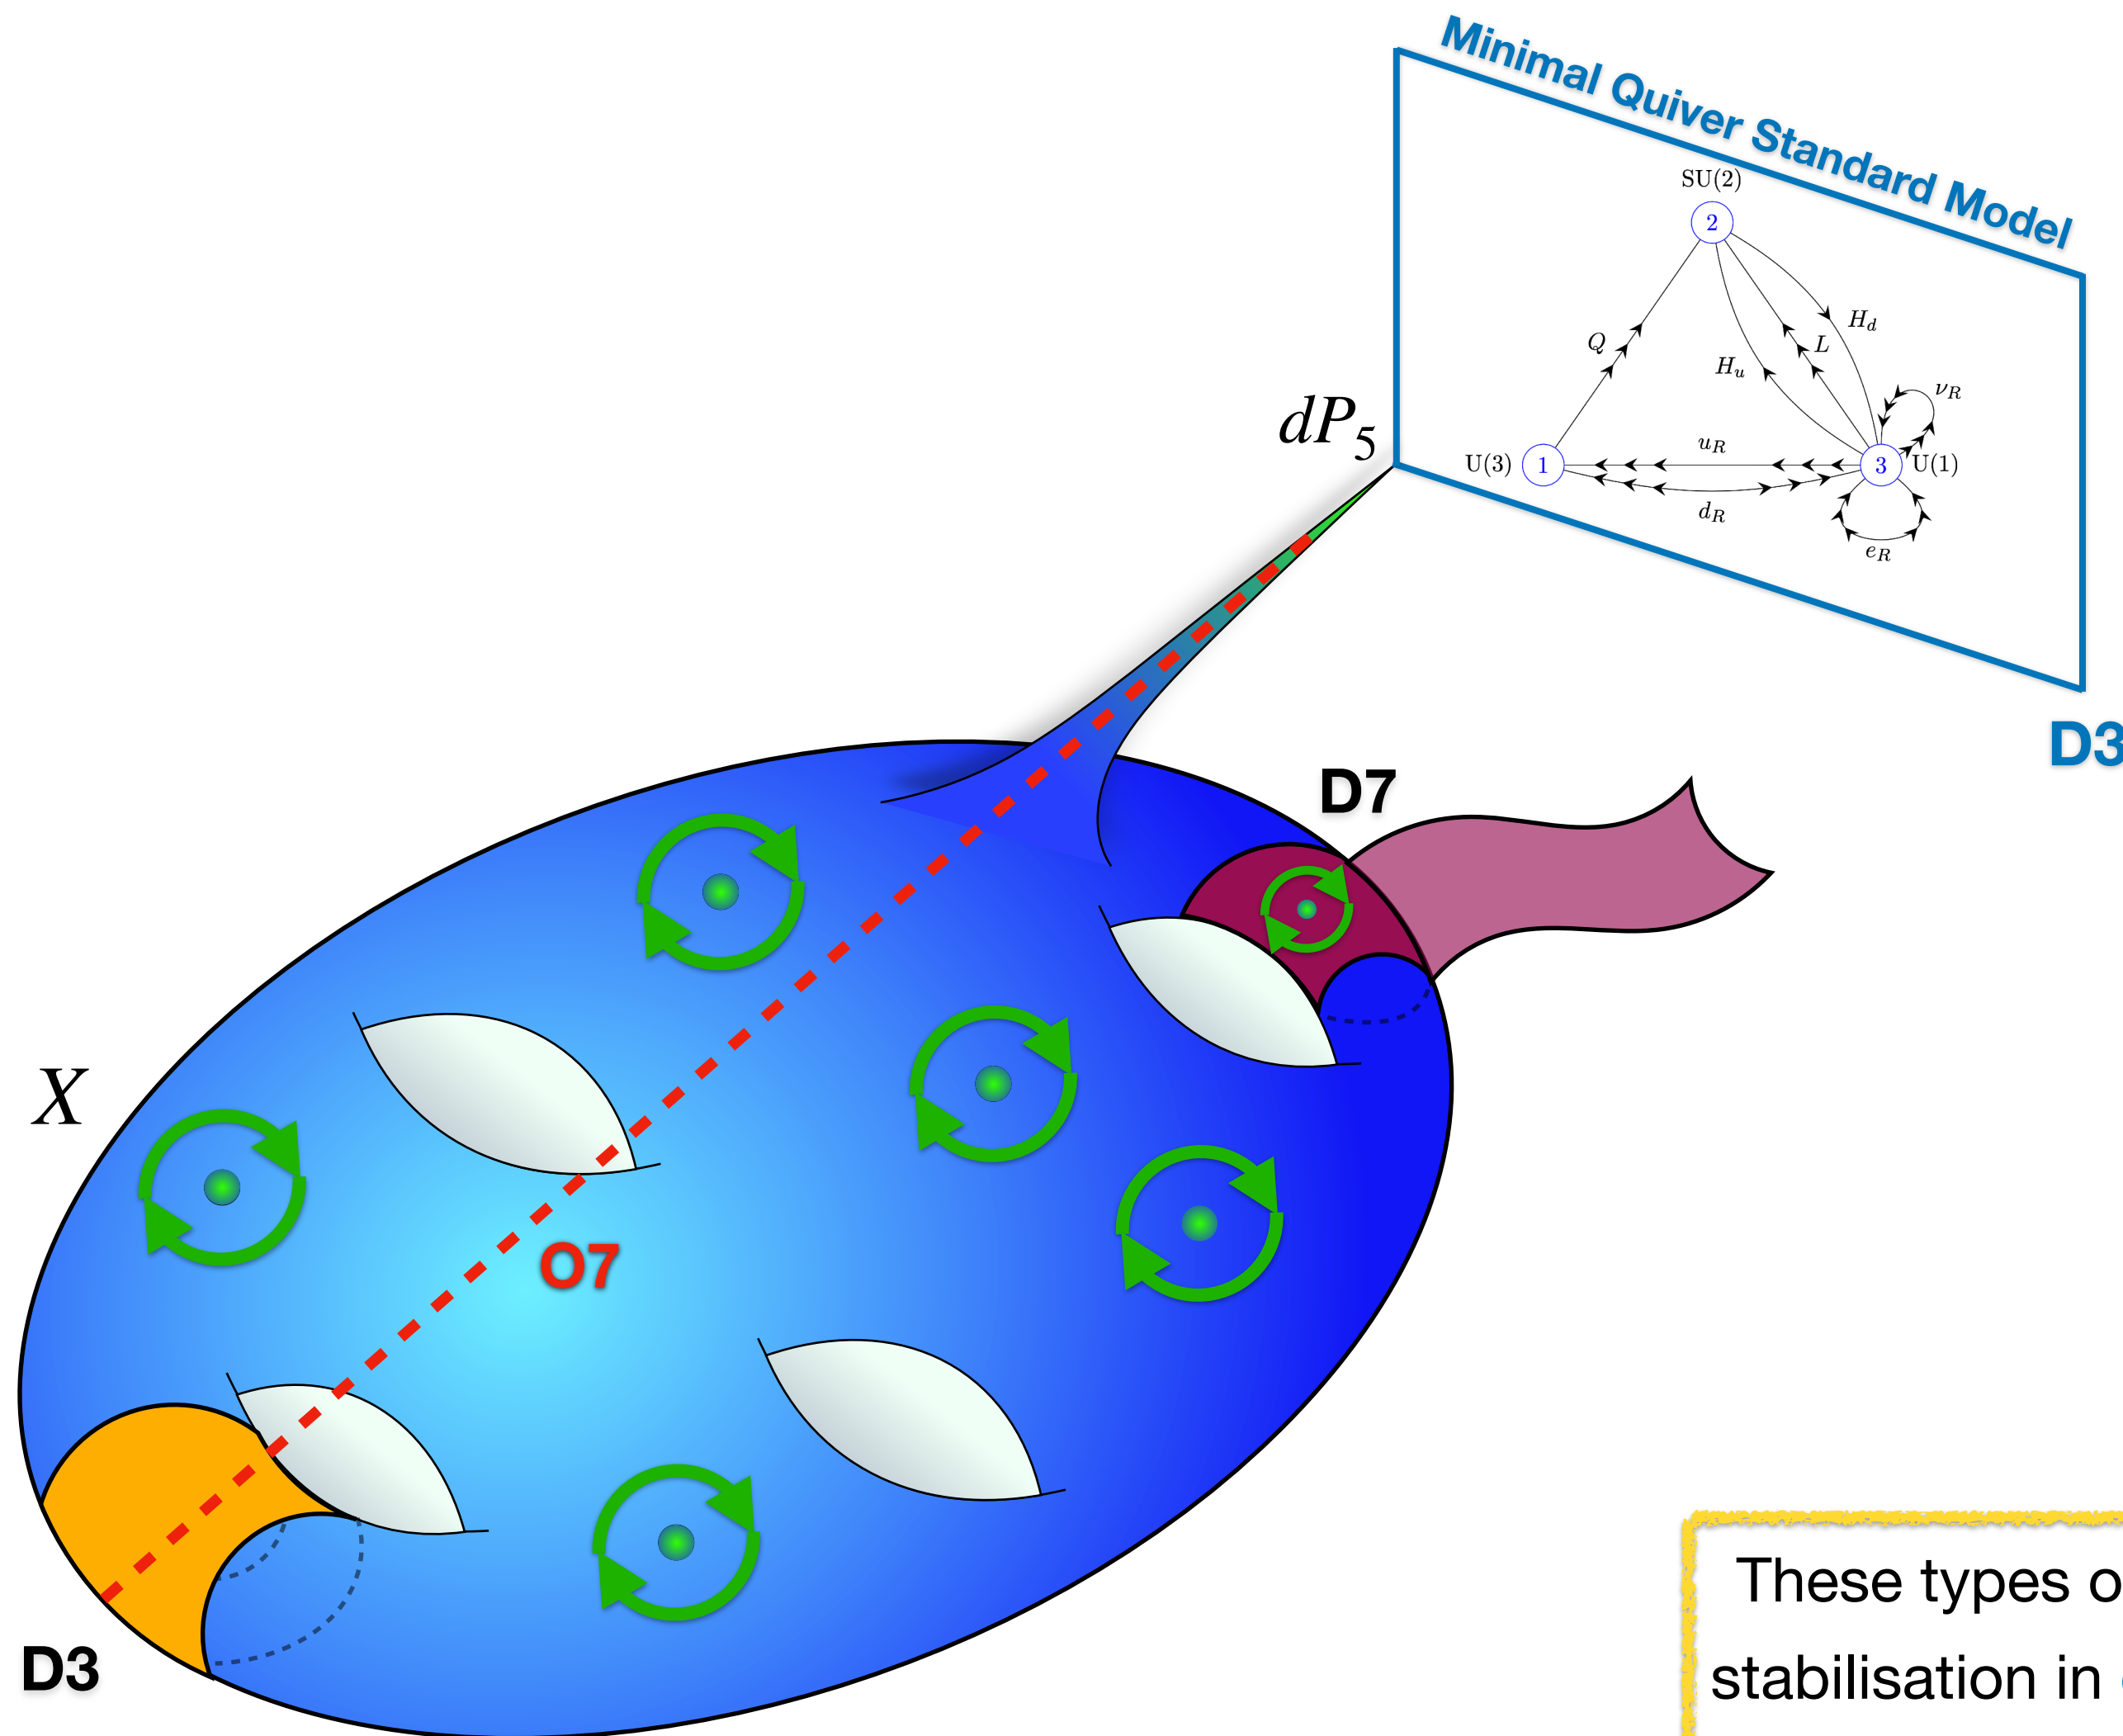 Minimal Quiver Standard Model
SU(2)
2
H_d
Q
L
H_u
ν_R
dP_5
u_R
U(3)
1
3
U(1)
d_R
e_R
D3
D7
X
O7
D3
These types o
stabilisation in